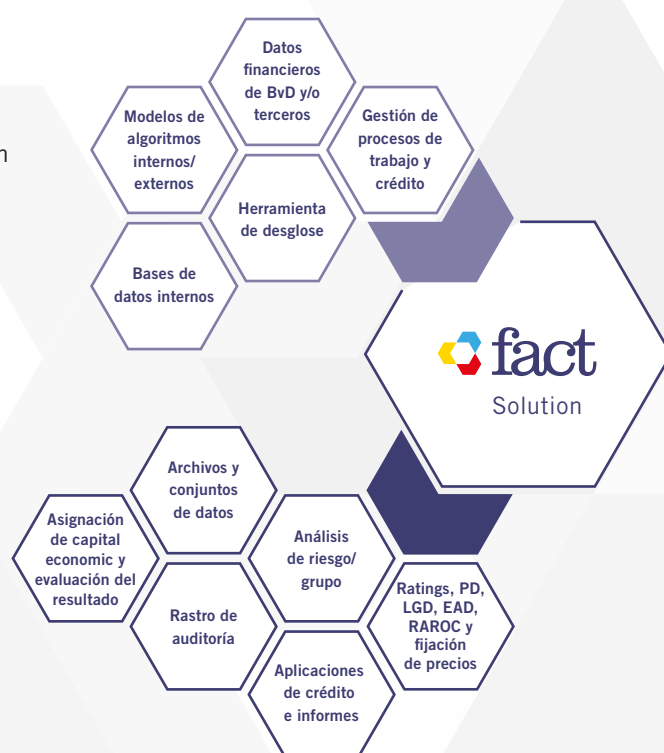 Datos
financieros
de BvD y/o
terceros
Modelos de
algoritmos
internos/
externos
Gestión de
procesos de
trabajo y
crédito
n
Herramienta
de desglose
Bases de
datos internos
fact
Solution
Archivos y
conjuntos
de datos
Asignación
de capital
economic y
evaluación del
resultado
Análisis
de riesgo/
grupo
Ratings, PD,
LGD, EAD,
RAROC y
fijación
de precios
Rastro de
auditoría
Aplicaciones
de crédito
e informes